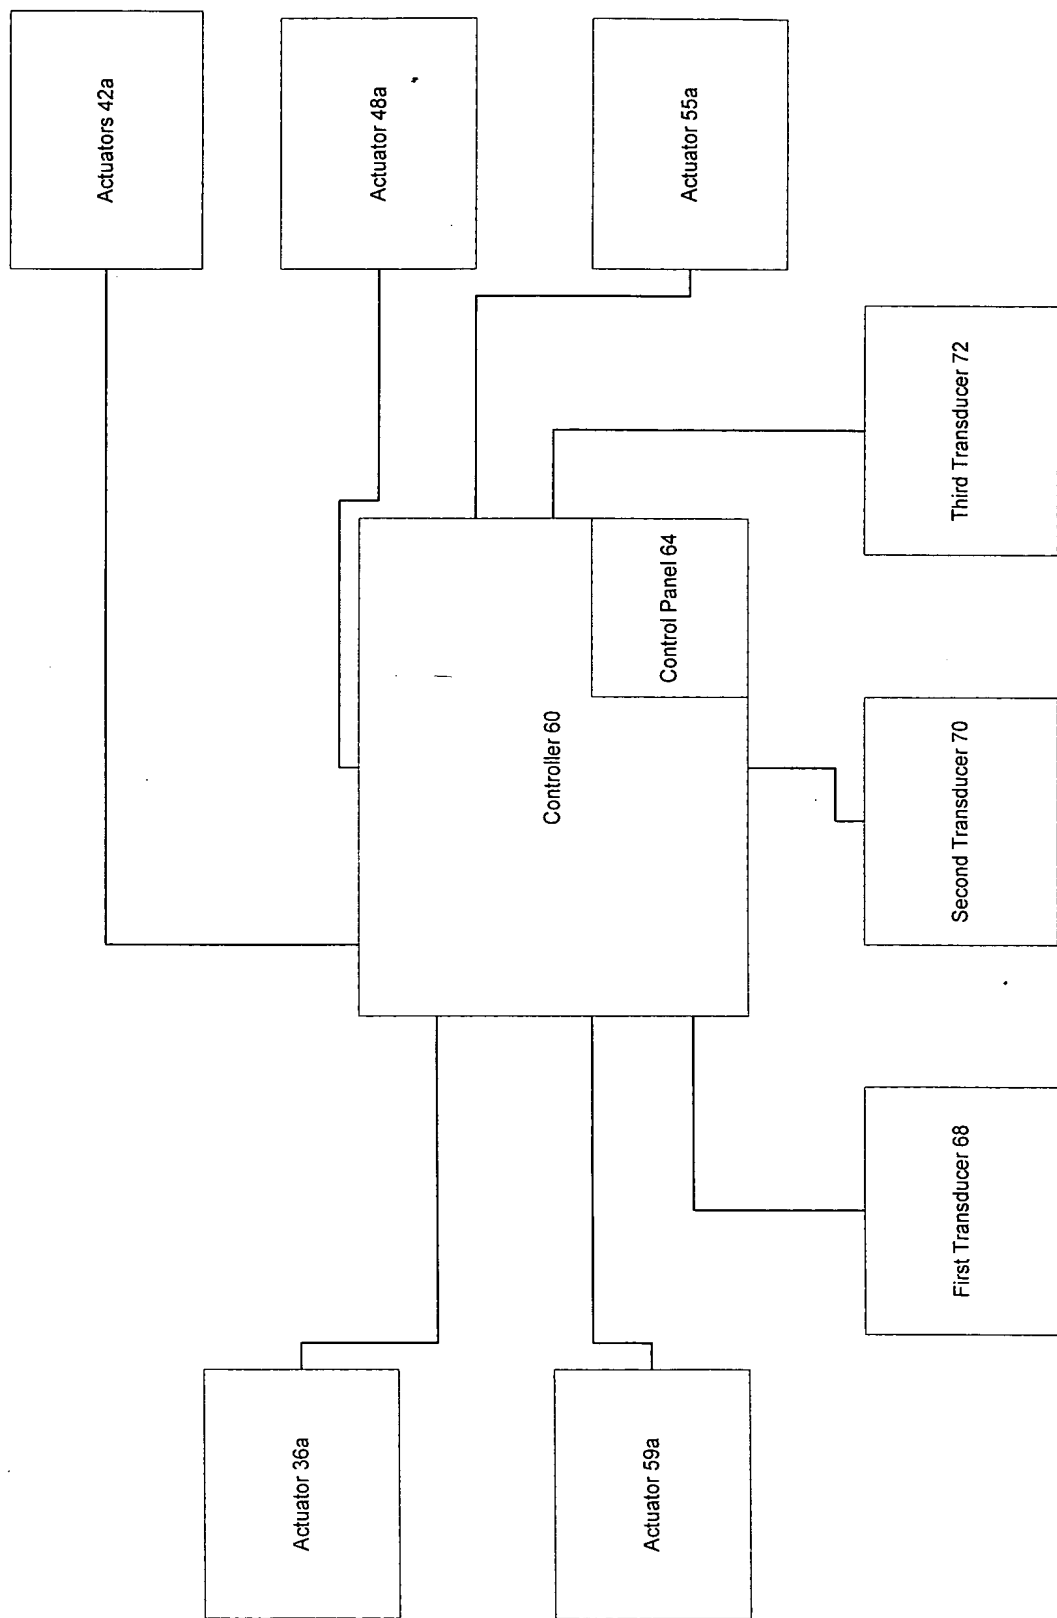 Actuator 36a
Actuators 42a
Actuator 48a
Controller 60
Actuator 59a
Control Panel 64
Actuator 55a
First Transducer 68
Second Transducer 70
Third Transducer 72